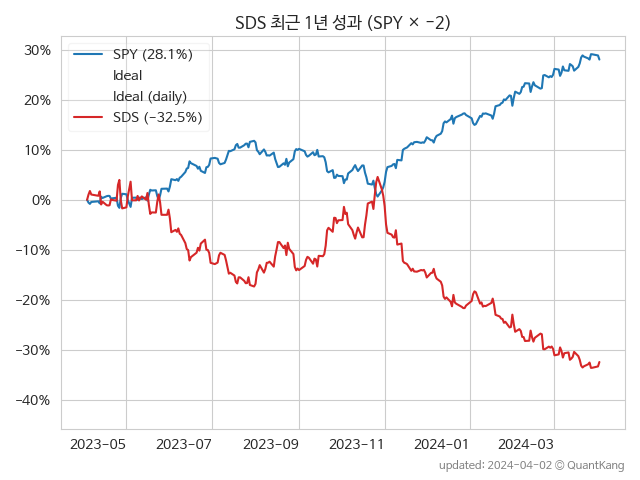 SDS 최근 1년 성과 (SPY × −2)
SPY (28.1%)
Ideal
Ideal (daily)
SDS (−32.5%)
30%
20%
10%
0%
−10%
−20%
−30%
−40%
2023-05 2023-07 2023-09 2023-11 2024-01 2024-03
updated: 2024-04-02 © QuantKang